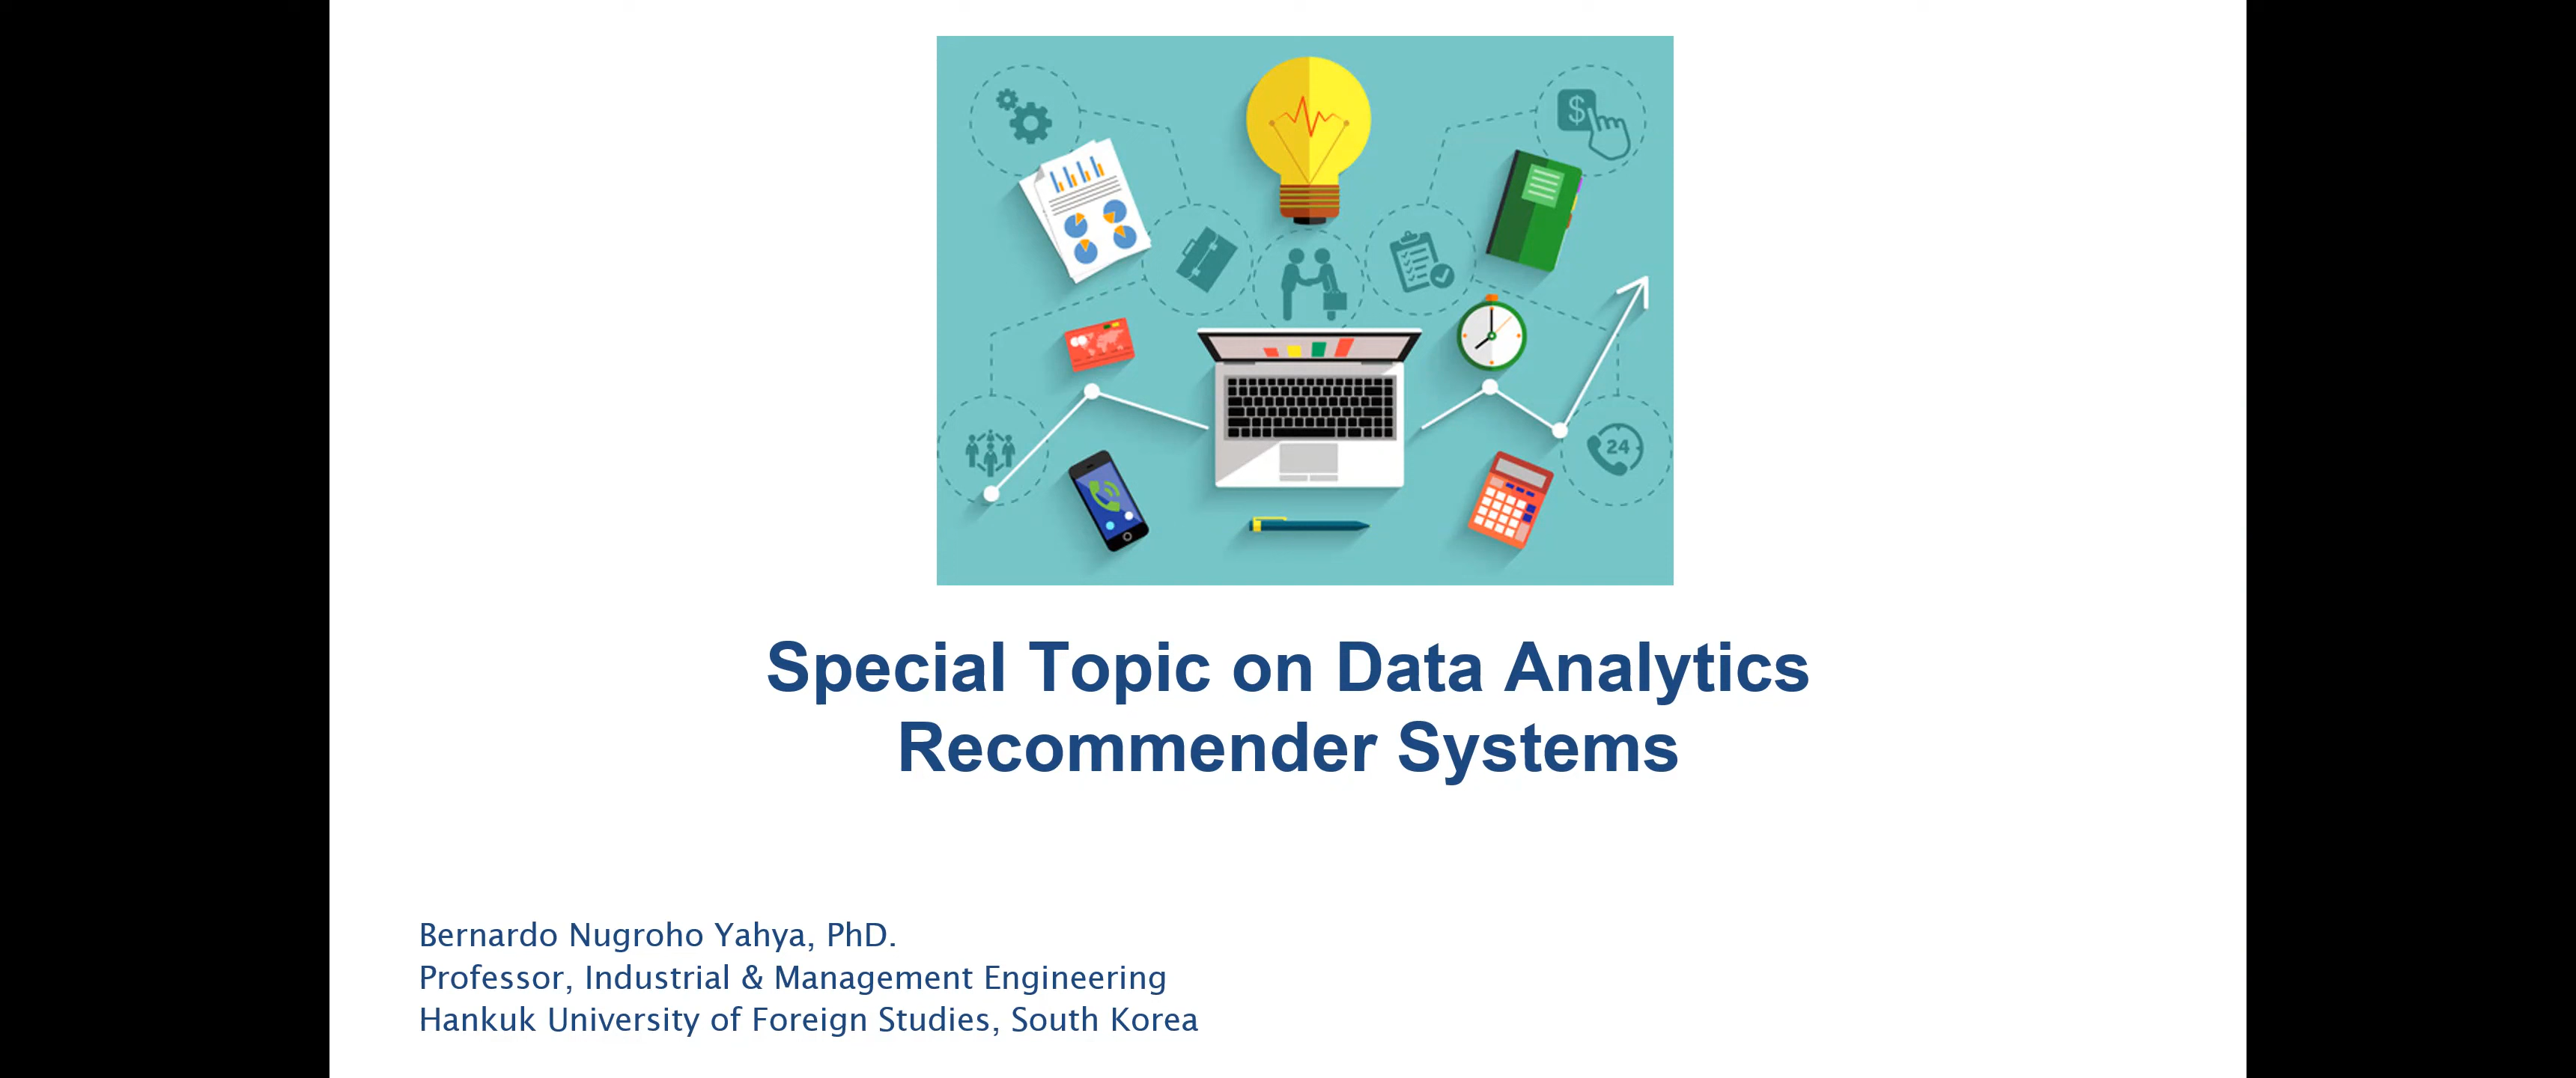 $
24
Special Topic on Data Analytics
Recommender Systems
Bernardo Nugroho Yahya, PhD.
Professor, Industrial & Management Engineering
Hankuk University of Foreign Studies, South Korea